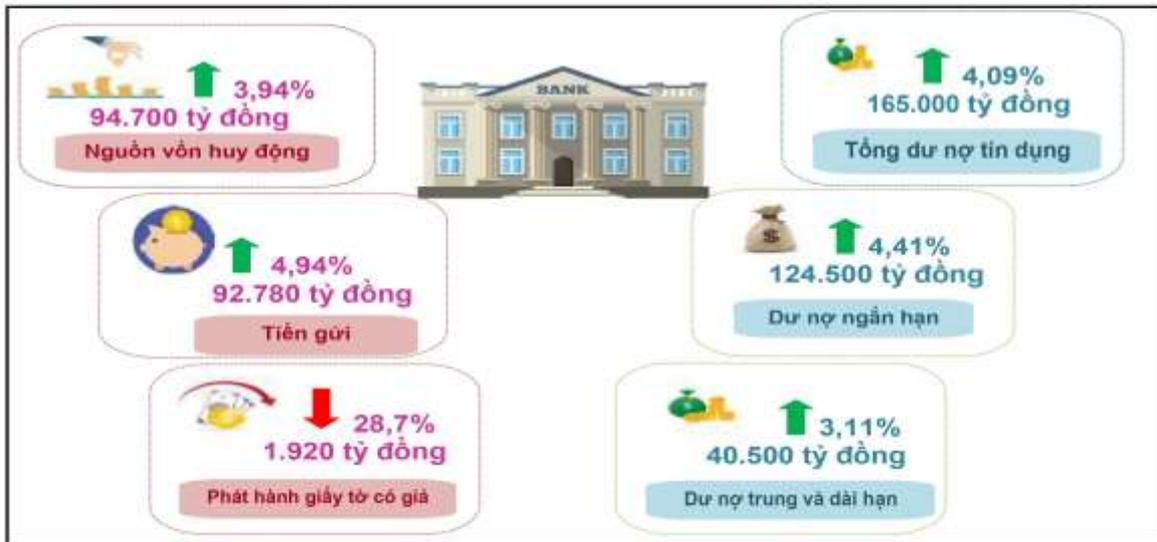 3,94%
94.700 tỷ đồng
Nguồn vốn huy động
BANK
4,09%
165.000 tỷ đồng
Tổng dư nợ tín dụng
4,94%
92.780 tỷ đồng
Tiền gửi
4,41%
124.500 tỷ đồng
Dư nợ ngắn hạn
28,7%
1.920 tỷ đồng
Phát hành giấy tờ có giá
3,11%
40.500 tỷ đồng
Dư nợ trung và dài hạn